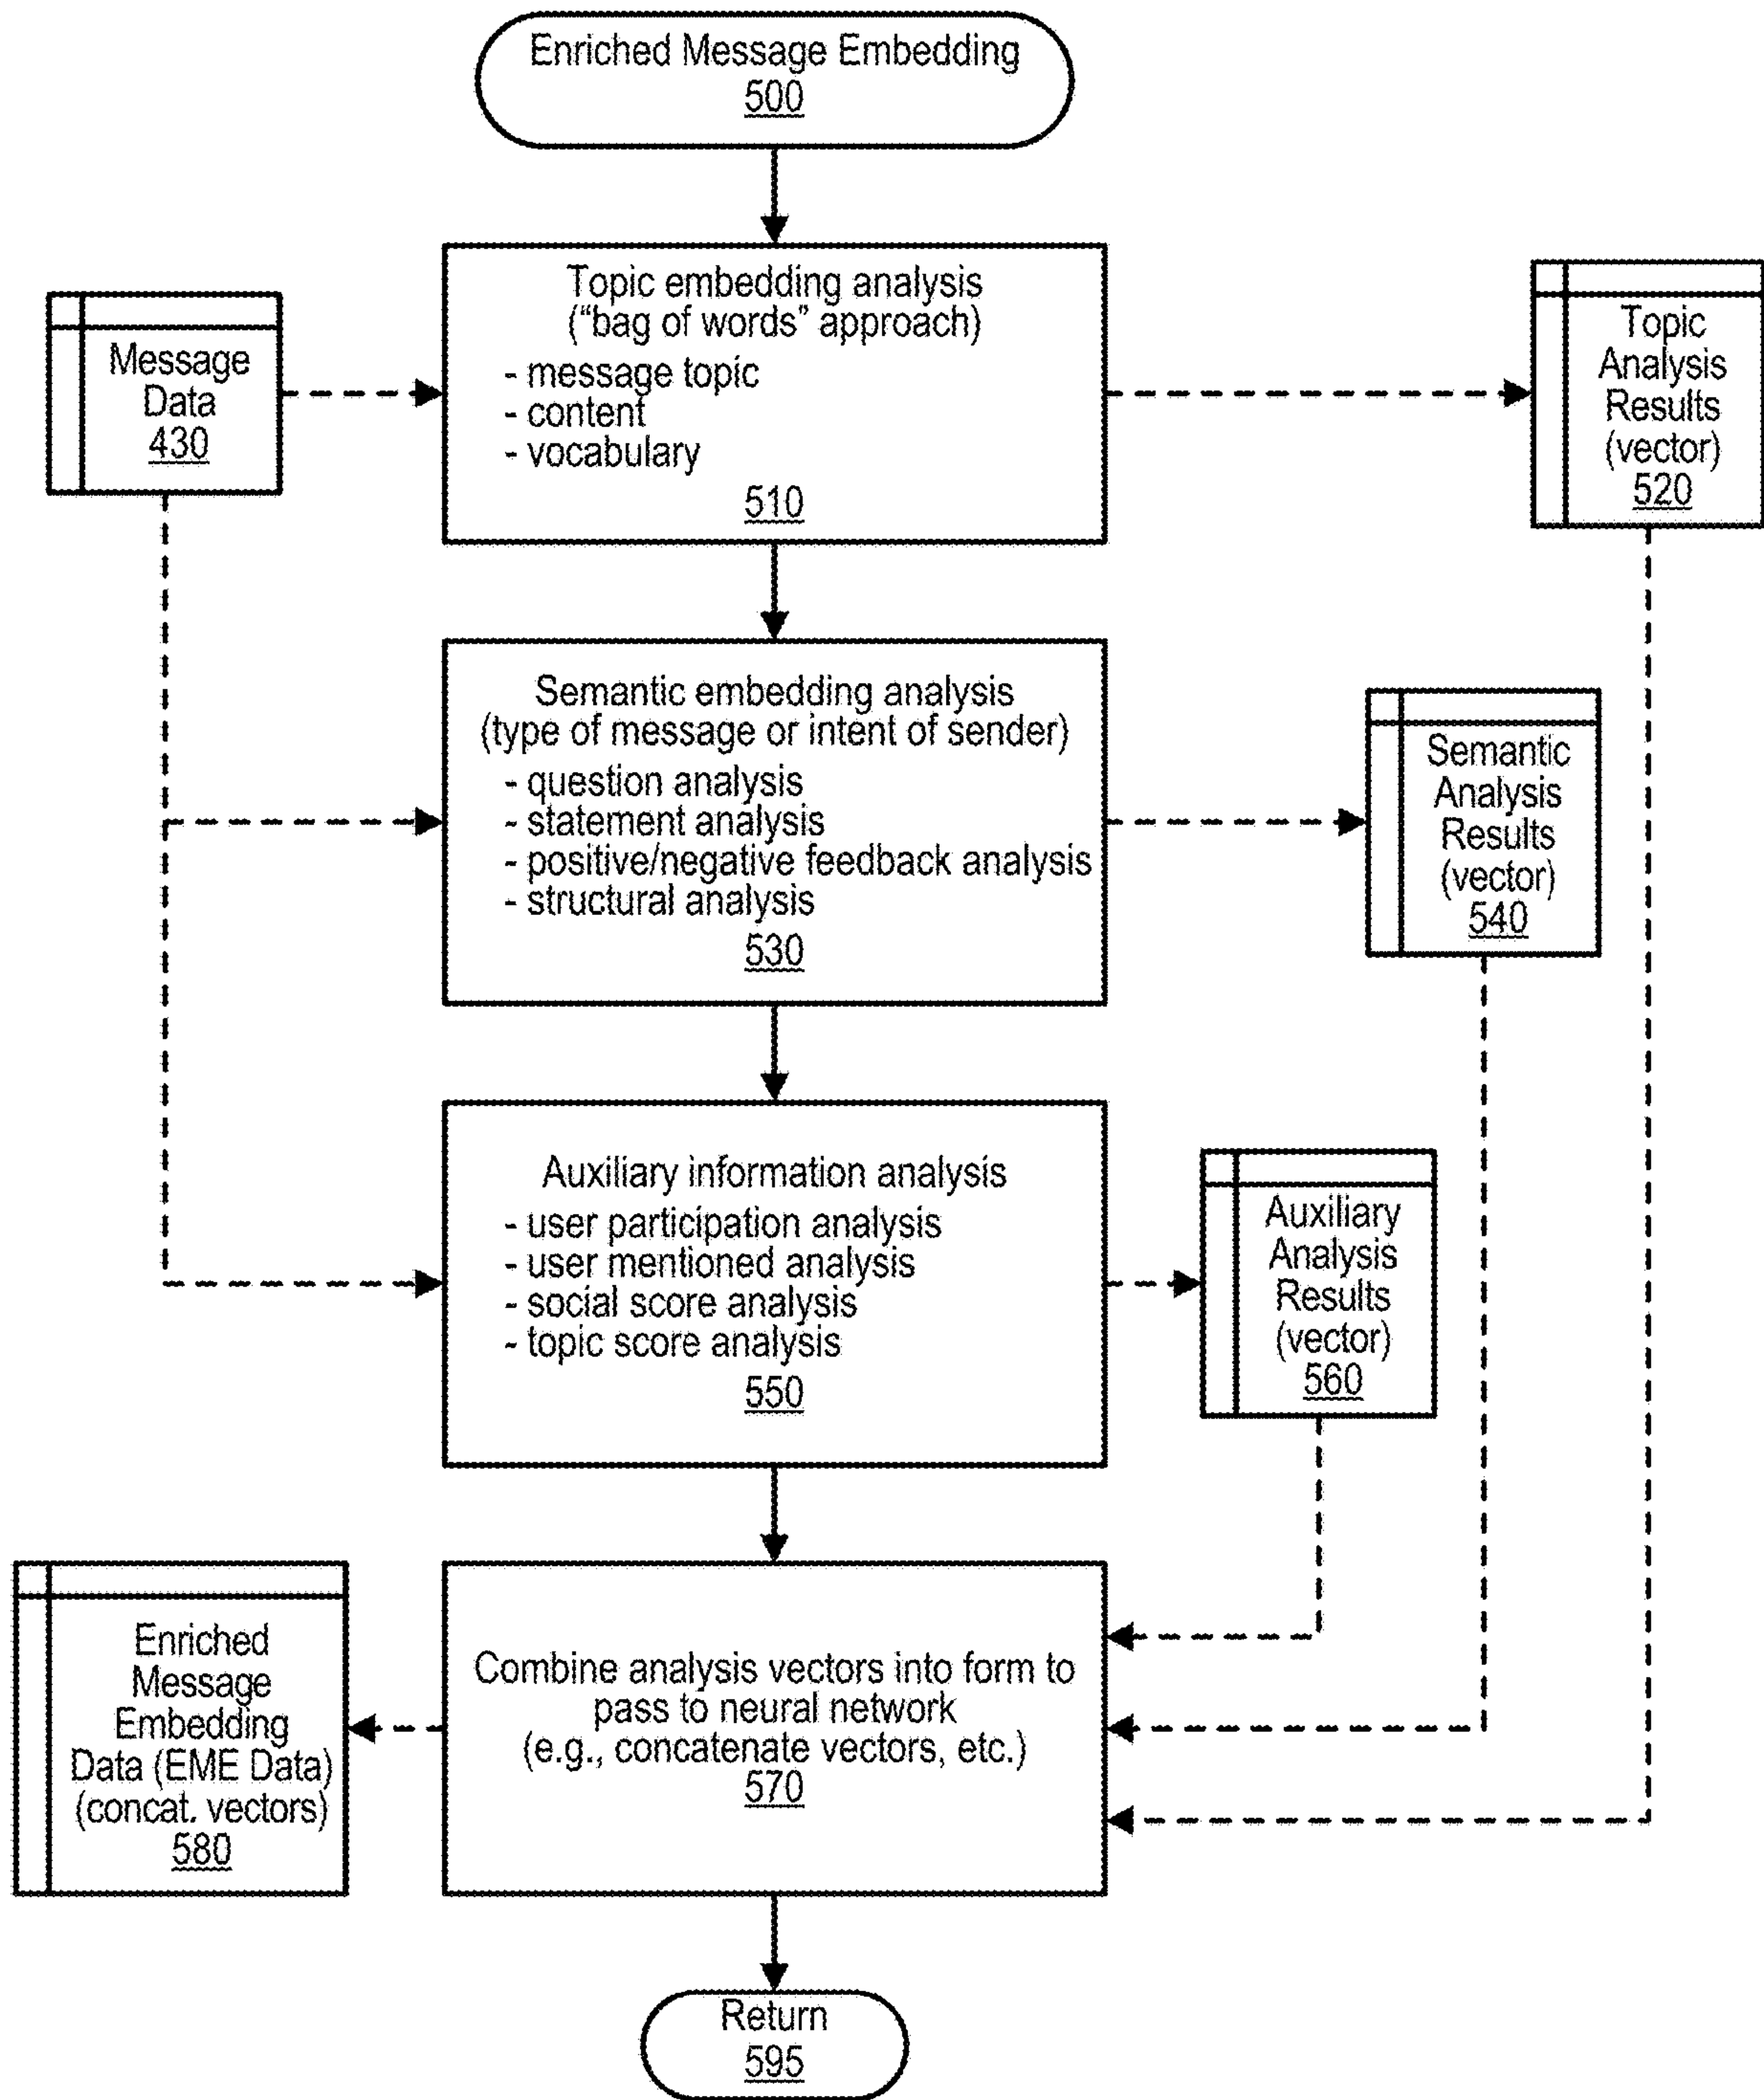 Enriched Message Embedding
500
Message
Data
430
Topic embedding analysis
(“bag of words” approach)
- message topic
- content
- vocabulary
510
Topic
Analysis
Results
(vector)
520
Semantic embedding analysis
(type of message or intent of sender)
- question analysis
- statement analysis
- positive/negative feedback analysis
- structural analysis
530
Semantic
Analysis
Results
(vector)
540
Auxiliary information analysis
- user participation analysis
- user mentioned analysis
- social score analysis
- topic score analysis
550
Auxiliary
Analysis
Results
(vector)
560
Enriched
Message
Embedding
Data (EME Data)
(concat. vectors)
580
Combine analysis vectors into form to
pass to neural network
(e.g., concatenate vectors, etc.)
570
Return
595